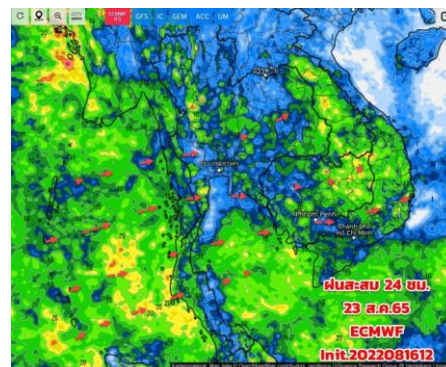 ECMWF IFS GFS IC GEM ACC UM
กรุงเทพมหานคร
Phnom Penh
Thành phố
Hồ Chí Minh
ฝนสะสม 24 ชม.
23 ส.ค.65
ECMWF
Init.2022081612